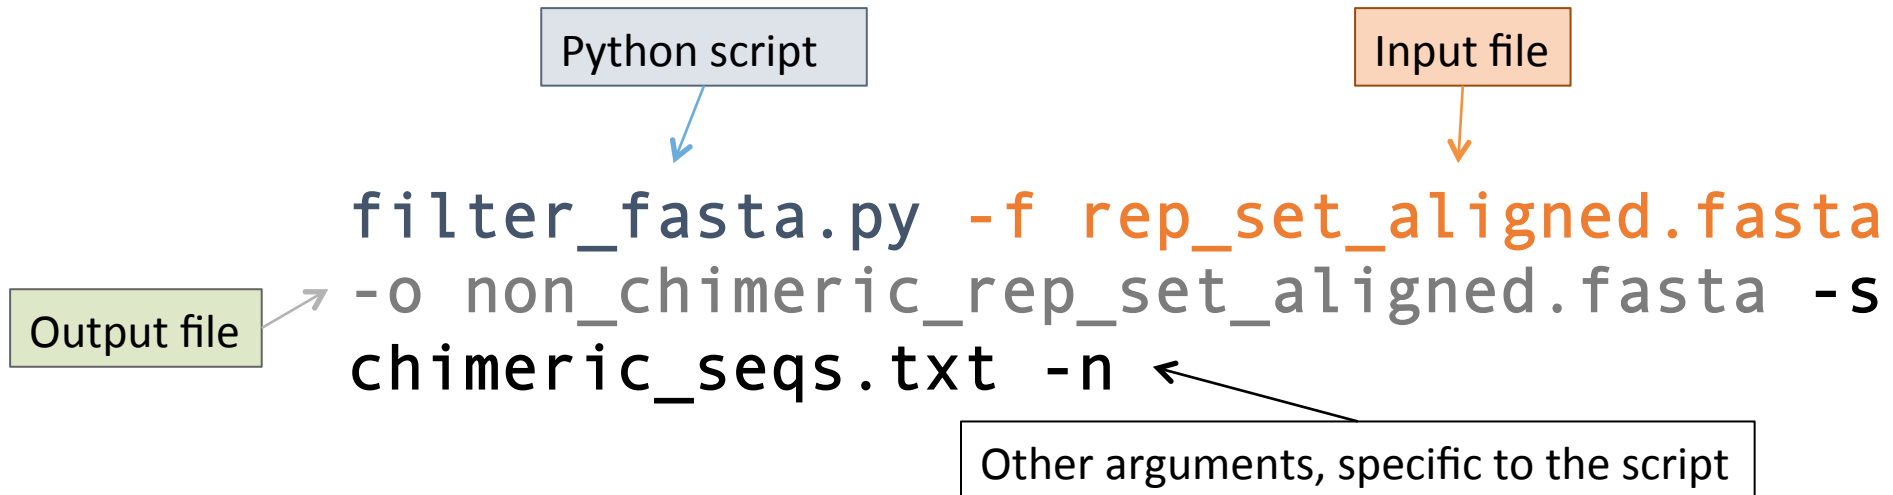 Python script
Input file
filter_fasta.py -f rep_set_aligned.fasta
-o non_chimeric_rep_set_aligned.fasta -s
Output file
chimeric_seqs.txt -n
Other arguments, specific to the script